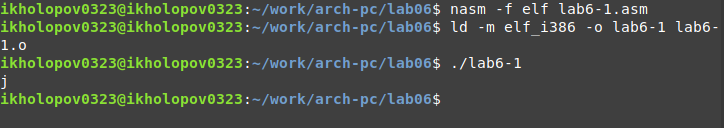 ikholopov0323@ikholopov0323:~/work/arch-pc/lab06$ nasm -f elf lab6-1.asm
ikholopov0323@ikholopov0323:~/work/arch-pc/lab06$ ld -m elf_i386 -o lab6-1 lab6-
1.o
ikholopov0323@ikholopov0323:~/work/arch-pc/lab06$ ./lab6-1
j
ikholopov0323@ikholopov0323:~/work/arch-pc/lab06$